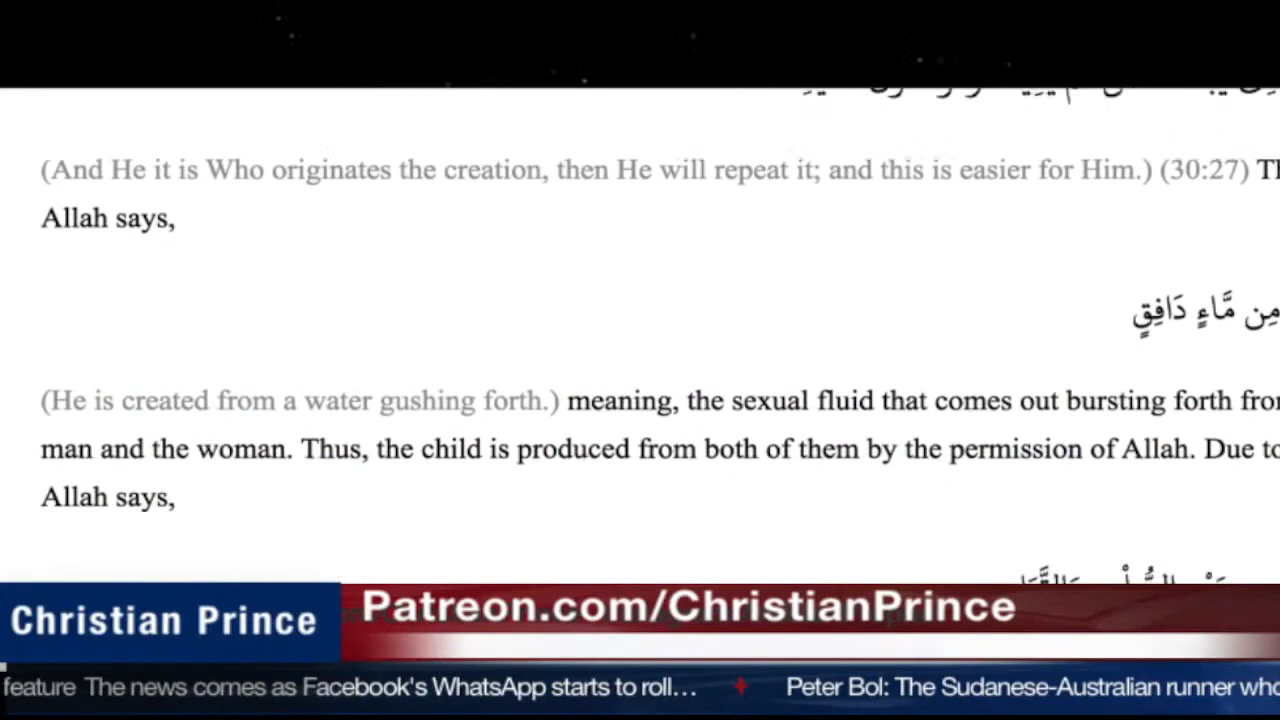 (And He it is Who originates the creation, then He will repeat it; and this is easier for Him.) (30:27)
Allah says,
مِن مَّاءٍ دَافِقٍ
(He is created from a water gushing forth.) meaning, the sexual fluid that comes out bursting forth
man and the woman. Thus, the child is produced from both of them by the permission of Allah. Due
Allah says,
Christian Prince
Patreon.com/ChristianPrince
feature The news comes as Facebook's WhatsApp starts to roll... Peter Bol: The Sudanese-Australian runner